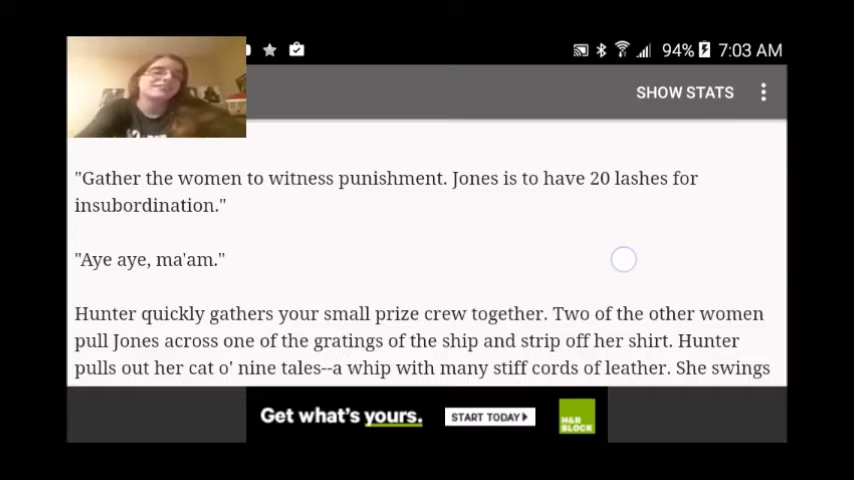 94% 7:03 AM
SHOW STATS
"Gather the women to witness punishment. Jones is to have 20 lashes for
insubordination."
"Aye aye, ma'am."
Hunter quickly gathers your small prize crew together. Two of the other women
pull Jones across one of the gratings of the ship and strip off her shirt. Hunter
pulls out her cat o' nine tales--a whip with many stiff cords of leather. She swings
Get what's yours.
START TODAY
H&R
BLOCK